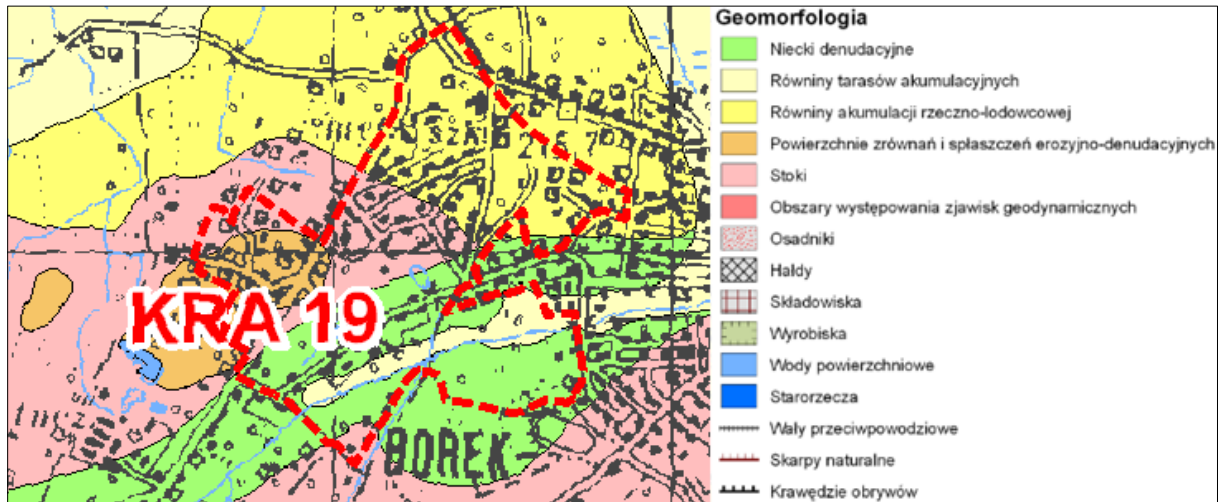 KRA 19
BOREK
Geomorfologia
Niecki denudacyjne
Równiny tarasów akumulacyjnych
Równiny akumulacji rzeczno-lodowcowej
Powierzchnie zrównań i spłaszczeń erozyjno-denudacyjnych
Stoki
Obszary występowania zjawisk geodynamicznych
Osadniki
Hałdy
Składowiska
Wyrobiska
Wody powierzchniowe
Starorzecza
Wały przeciwpowodziowe
Skarpy naturalne
Krawędzie obrywów